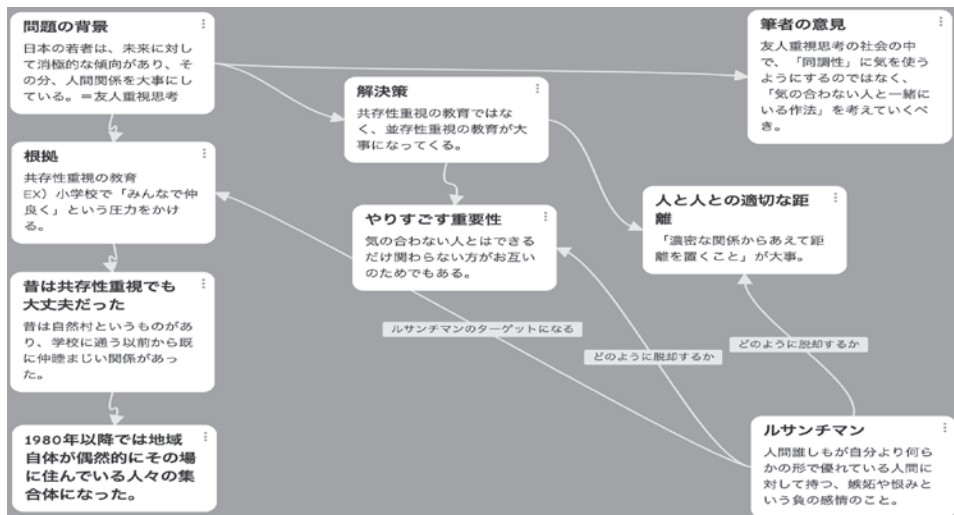 問題の背景
日本の若者は、未来に対し
て消極的な傾向があり、そ
の分、人間関係を大事にし
ている。＝友人重視思考
筆者の意見
友人重視思考の社会の中
で、「同調性」に気を使う
ようにするのではなく、
「気の合わない人と一緒に
いる作法」を考えていくべ
き。
解決策
共存性重視の教育ではな
く、並存性重視の教育が大
事になってくる。
根拠
共存性重視の教育
EX）小学校で「みんなで仲
良く」という圧力をかけ
る。
やりすごす重要性
気の合わない人とはできる
だけ関わらない方がお互い
のためでもある。
人と人との適切な距
離
「濃密な関係からあえて距
離を置くこと」が大事。
昔は共存性重視でも
大丈夫だった
昔は自然村というものがあ
り、学校に通う以前から既
に仲睦まじい関係があっ
た。
ルサンチマンのターゲットになる
どのように脱却するか
どのように脱却するか
1980年以降では地域
自体が偶然的にその場
に住んでいる人々の集
合体になった。
ルサンチマン
人間誰しもが自分より何ら
かの形で優れている人間に
対して持つ、嫉妬や恨みと
いう負の感情のこと。